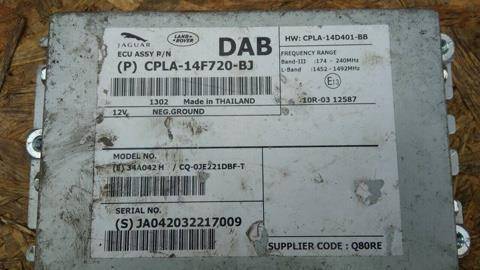 JAGUAR
LAND ROVER
DAB
HW: CPLA-14D401-BB
ECU ASSY P/N
(P) CPLA-14F720-BJ
FREQUENCY RANGE
Band-III :174 - 240MHz
L-Band :1452 - 1492MHz
E13
10R-03 12587
1302 Made in THAILAND
12V NEG.GROUND
MODEL NO.
(E) 34A042 H / CQ-0JE221DBF-T
SERIAL NO.
(S) JA042032217009
SUPPLIER CODE : Q80RE